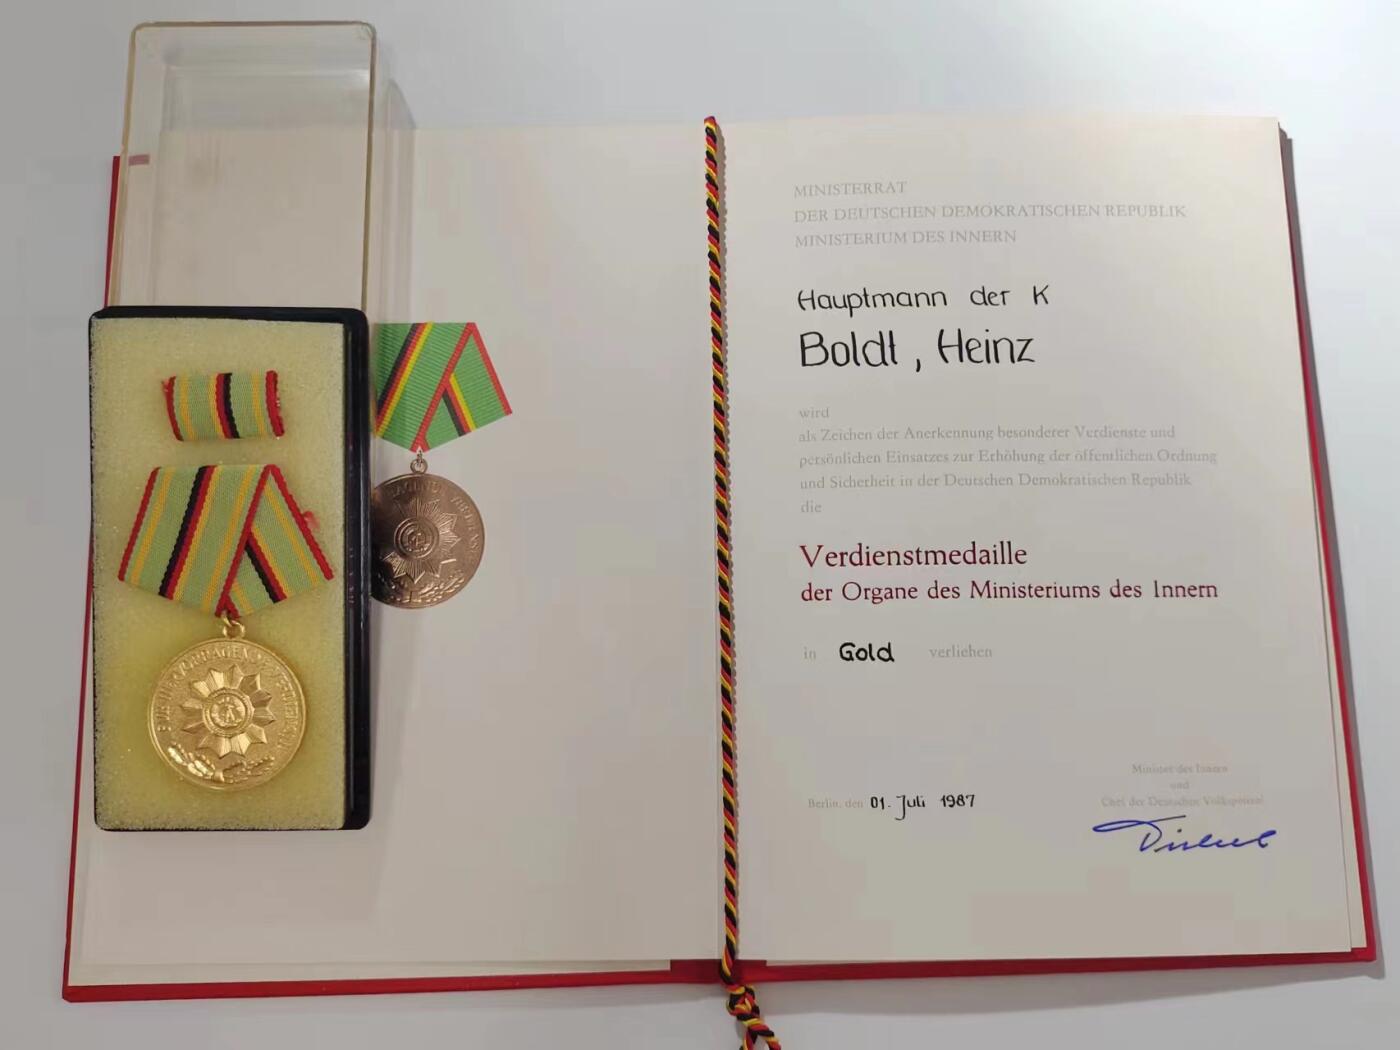 MINISTERRAT
DER DEUTSCHEN DEMOKRATISCHEN REPUBLIK
MINISTERIUM DES INNERN
Hauptmann der K
Boldt, Heinz
wird
als Zeichen der Anerkennung besonderer Verdienste und
persönlichen Einsatzes zur Erhöhung der öffentlichen Ordnung
und Sicherheit in der Deutschen Demokratischen Republik
die
Verdienstmedaille
der Organe des Ministeriums des Innern
in Gold verliehen
Minister des Innern
und
Chef der Deutschen Volkspolizei
Berlin, den 01. Juli 1987